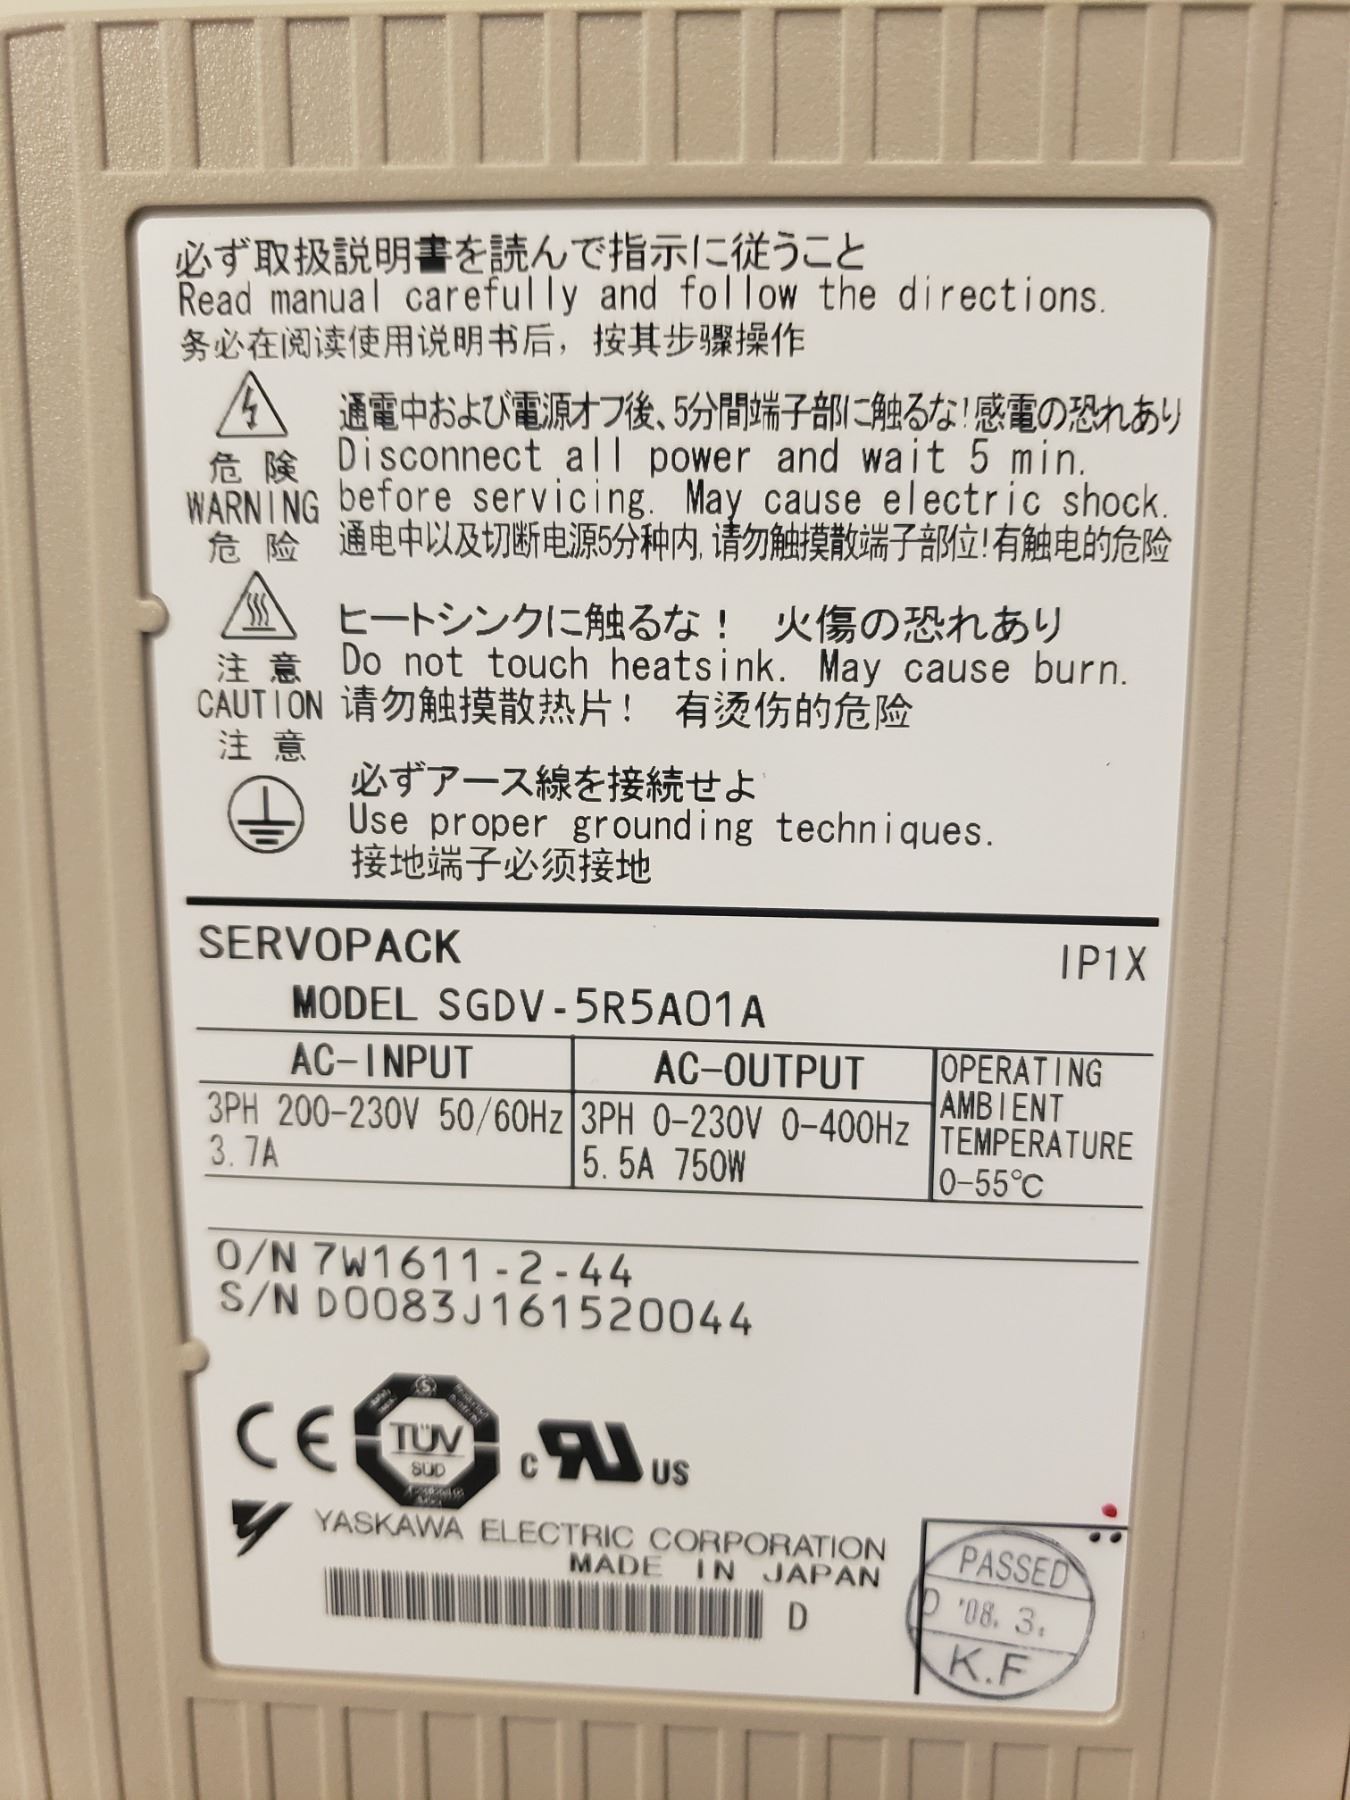 必ず取扱説明書を読んで指示に従うこと
Read manual carefully and follow the directions.
务必在阅读使用说明书后，按其步骤操作
危険
WARNING
危险
通電中および電源オフ後、5分間端子部に触るな!感電の恐れあり
Disconnect all power and wait 5 min.
before servicing. May cause electric shock.
通电中以及切断电源5分种内,请勿触摸散端子部位!有触电的危险
注意
CAUTION
注意
ヒートシンクに触るな！ 火傷の恐れあり
Do not touch heatsink. May cause burn.
请勿触摸散热片！ 有烫伤的危险
必ずアース線を接続せよ
Use proper grounding techniques.
接地端子必须接地
SERVOPACK
IP1X
MODEL SGDV-5R5A01A
AC-INPUT
3PH 200-230V 50/60Hz
3.7A
AC-OUTPUT
3PH 0-230V 0-400Hz
5.5A 750W
OPERATING
AMBIENT
TEMPERATURE
0-55℃
O/N 7W1611-2-44
S/N D0083J161520044
CE
TÜV
SÜD
c RU US
YASKAWA ELECTRIC CORPORATION
MADE IN JAPAN
D
PASSED
D '08. 3.
K.F